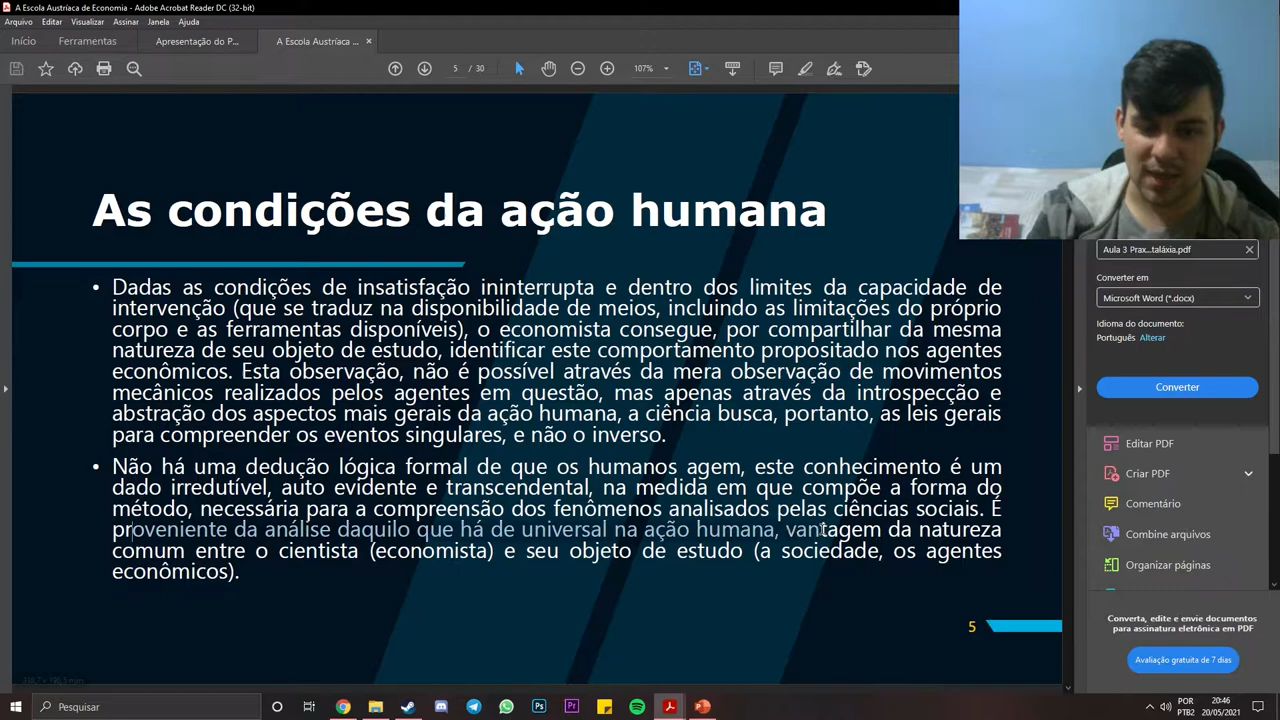 A Escola Austríaca de Economia - Adobe Acrobat Reader DC (32-bit)
Arquivo Editar Visualizar Assinar Janela Ajuda
Início Ferramentas Apresentação do P... A Escola Austríaca ... ×
5 / 30 107%
As condições da ação humana
• Dadas as condições de insatisfação ininterrupta e dentro dos limites da capacidade de
intervenção (que se traduz na disponibilidade de meios, incluindo as limitações do próprio
corpo e as ferramentas disponíveis), o economista consegue, por compartilhar da mesma
natureza de seu objeto de estudo, identificar este comportamento propositado nos agentes
econômicos. Esta observação, não é possível através da mera observação de movimentos
mecânicos realizados pelos agentes em questão, mas apenas através da introspecção e
abstração dos aspectos mais gerais da ação humana, a ciência busca, portanto, as leis gerais
para compreender os eventos singulares, e não o inverso.
• Não há uma dedução lógica formal de que os humanos agem, este conhecimento é um
dado irredutível, auto evidente e transcendental, na medida em que compõe a forma do
método, necessária para a compreensão dos fenômenos analisados pelas ciências sociais. É
proveniente da análise daquilo que há de universal na ação humana, vantagem da natureza
comum entre o cientista (economista) e seu objeto de estudo (a sociedade, os agentes
econômicos).
5
Aula 3 Prax...taláxia.pdf
Converter em
Microsoft Word (*.docx)
Idioma do documento:
Português Alterar
Converter
Editar PDF
Criar PDF
Comentário
Combine arquivos
Organizar páginas
Converta, edite e envie documentos
para assinatura eletrônica em PDF
Avaliação gratuita de 7 dias
Pesquisar
POR
PTB2
20:46
20/05/2021